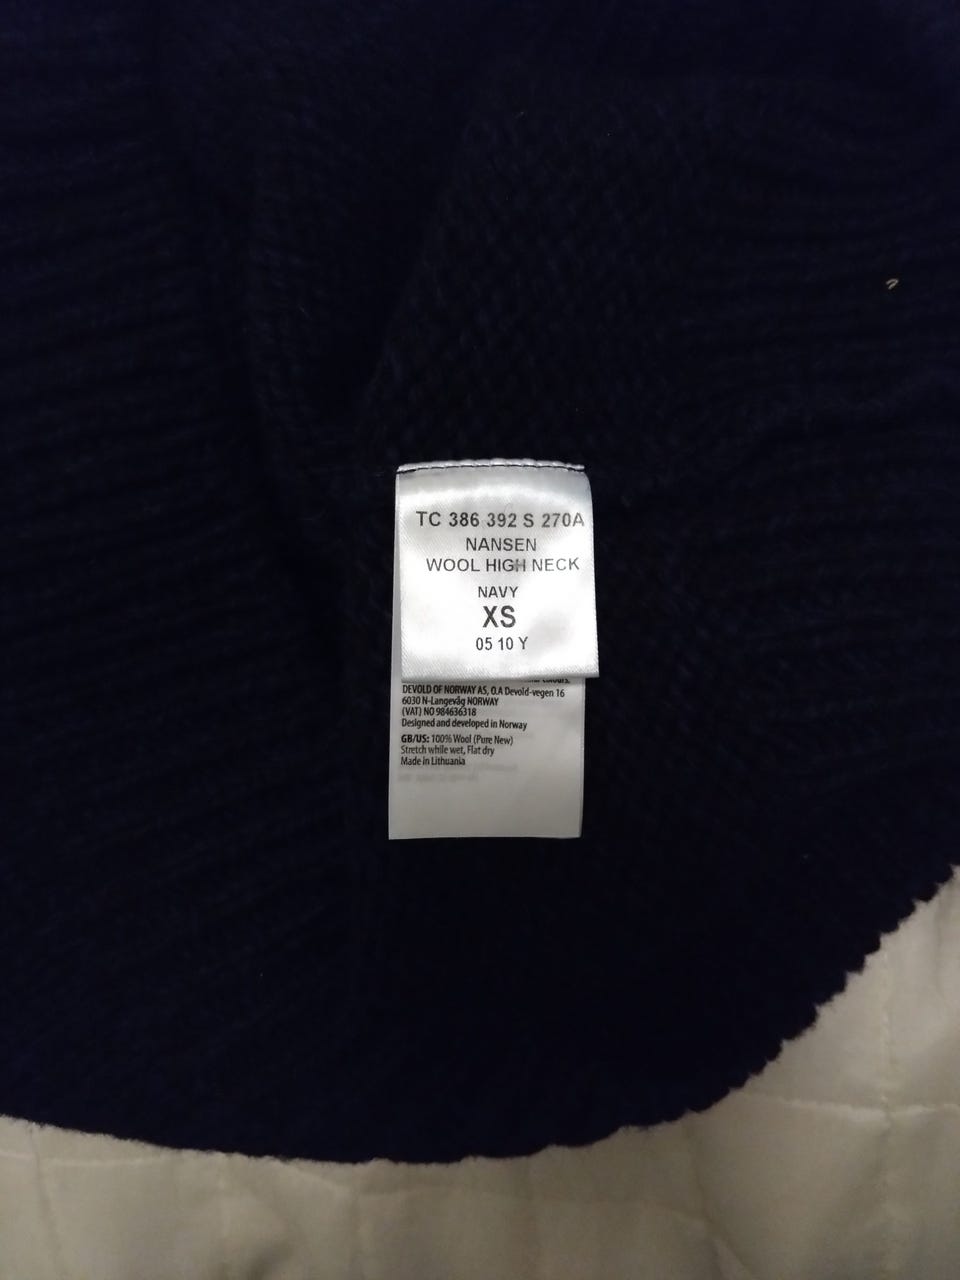 TC 386 392 S 270A
NANSEN
WOOL HIGH NECK
NAVY
XS
05 10 Y
colours.
DEVOLD OF NORWAY AS, O.A Devold-vegen 16
6030 N-Langevåg NORWAY
(VAT) NO 984636318
Designed and developed in Norway
GB/US: 100% Wool (Pure New)
Stretch while wet, Flat dry
Made in Lithuania